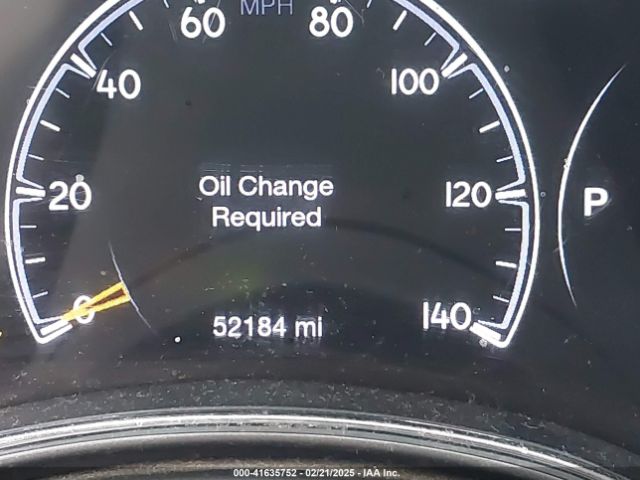 MPH
60 80
40 100
Oil Change
Required
20 120 P
0 140
52184 mi
000-41635752 - 02/21/2025 - IAA Inc.